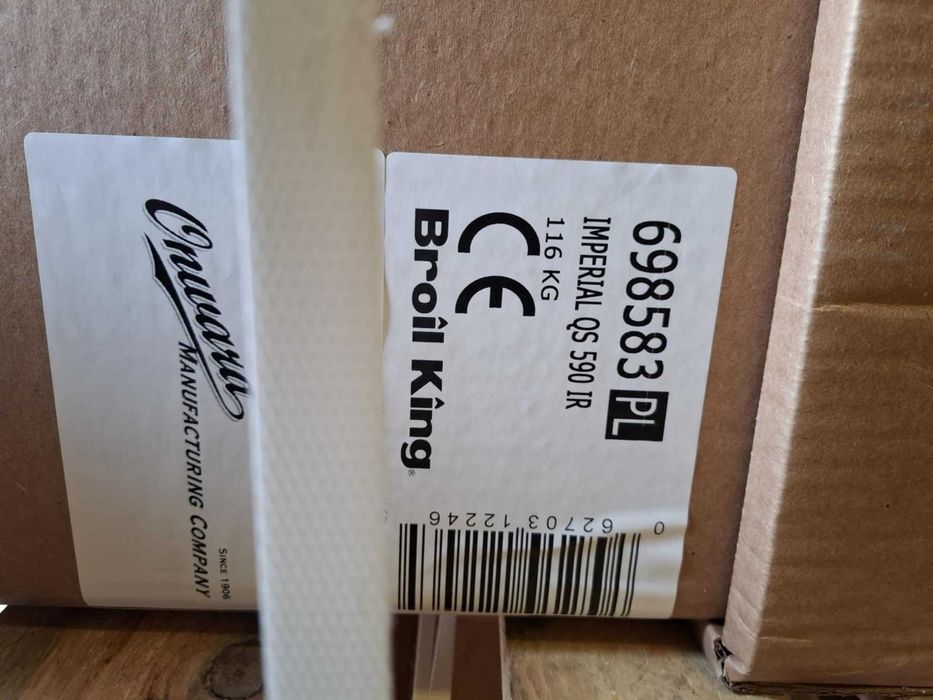 698583 PL
IMPERIAL QS 590 IR
116 KG
CE
Broil King®
0 62703 12246
Onward
MANUFACTURING COMPANY
SINCE 1906